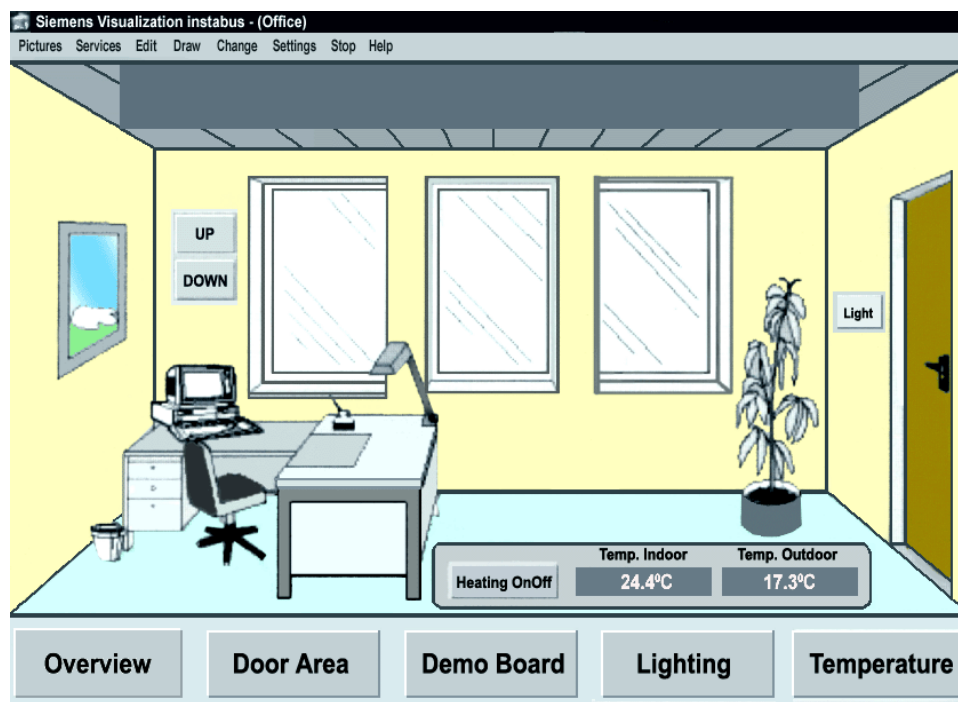 Siemens Visualization instabus - (Office)
Pictures Services Edit Draw Change Settings Stop Help
UP
DOWN
Light
Temp. Indoor Temp. Outdoor
Heating OnOff 24.4ºC 17.3ºC
Overview Door Area Demo Board Lighting Temperature